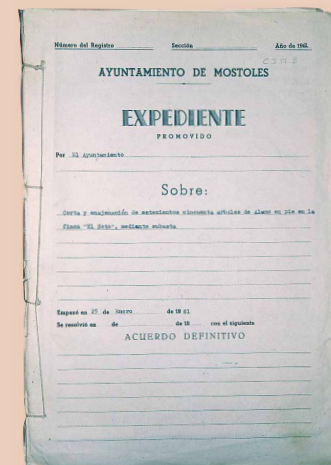 Número del Registro Sección Año de 1961
AYUNTAMIENTO DE MOSTOLES
EXPEDIENTE
PROMOVIDO
Por El Ayuntamiento
Sobre:
Corta y enajenación de setecientos cincuenta arboles de Alamo en pie en la
finca "El Soto", mediante subasta
Empezó en 25 de Enero de 1961
Se resolvió en de de 19 con el siguiente
ACUERDO DEFINITIVO